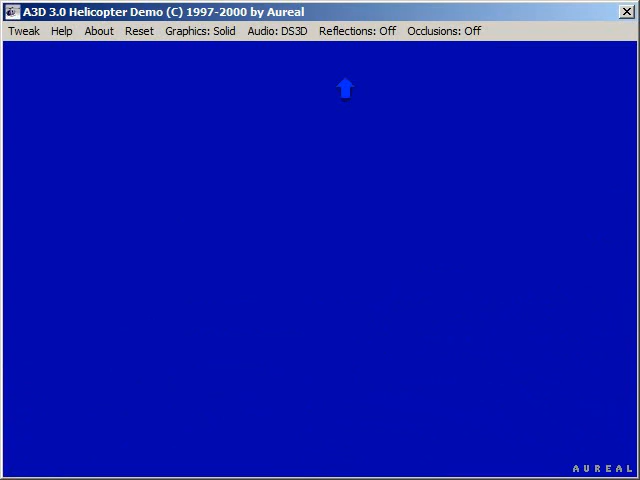 A3D 3.0 Helicopter Demo (C) 1997-2000 by Aureal
Tweak Help About Reset Graphics: Solid Audio: DS3D Reflections: Off Occlusions: Off
AUREAL